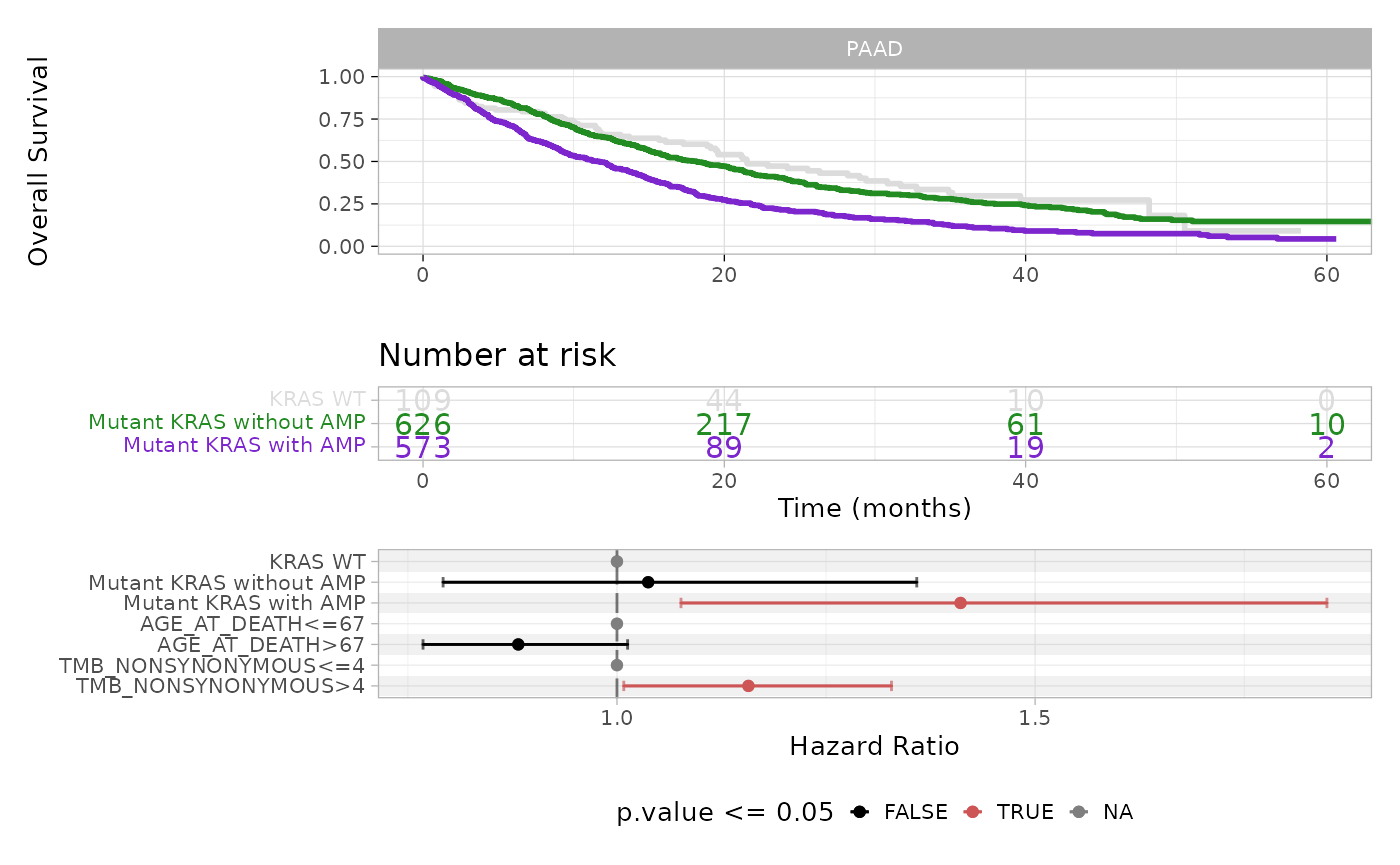 PAAD
Overall Survival
1.00
0.75
0.50
0.25
0.00
0 20 40 60
Number at risk
KRAS WT 109 44 10 0
Mutant KRAS without AMP 626 217 61 10
Mutant KRAS with AMP 573 89 19 2
0 20 40 60
Time (months)
KRAS WT
Mutant KRAS without AMP
Mutant KRAS with AMP
AGE_AT_DEATH<=67
AGE_AT_DEATH>67
TMB_NONSYNONYMOUS<=4
TMB_NONSYNONYMOUS>4
1.0 1.5
Hazard Ratio
p.value <= 0.05 FALSE TRUE NA